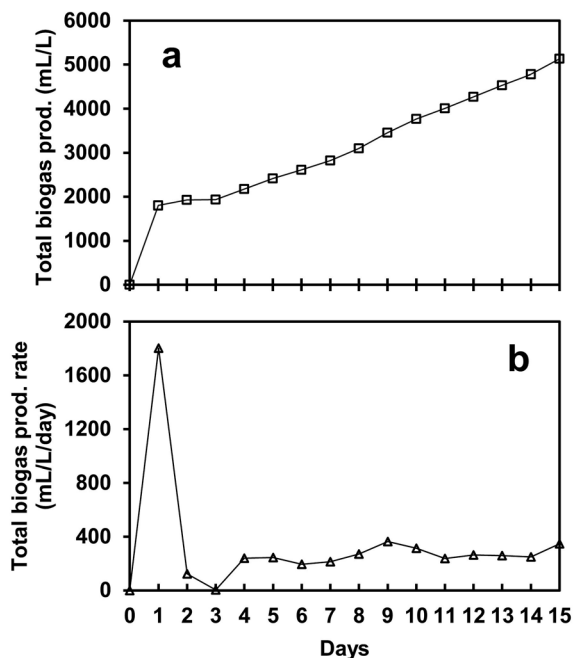 a
Total biogas prod. (mL/L)
6000
5000
4000
3000
2000
1000
0
b
Total biogas prod. rate
(mL/L/day)
1800
1600
1200
800
400
0
0 1 2 3 4 5 6 7 8 9 10 11 12 13 14 15
Days